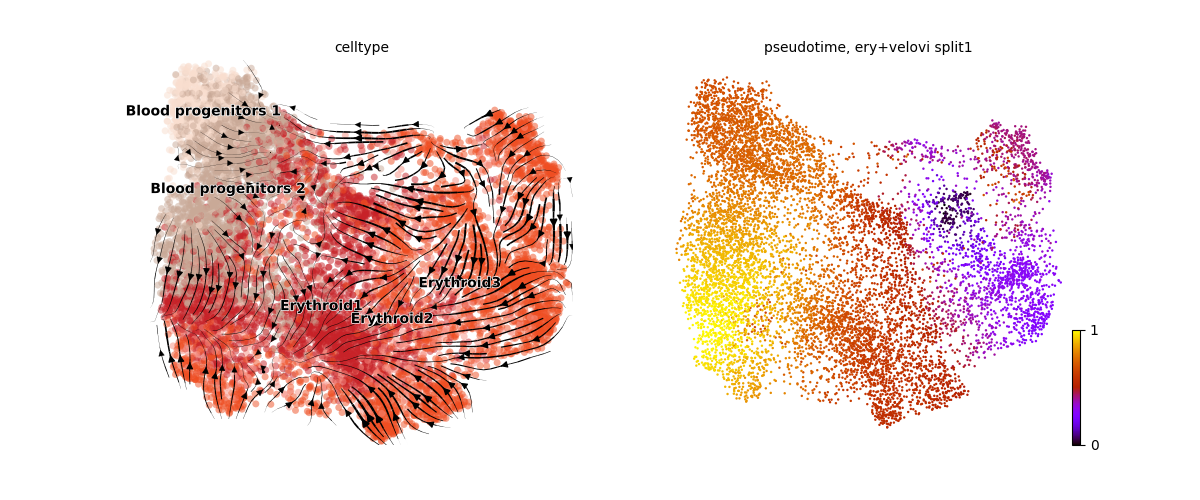 celltype
pseudotime, ery+velovi split1
Blood progenitors 1
Blood progenitors 2
Erythroid3
Erythroid1
Erythroid2
1
0